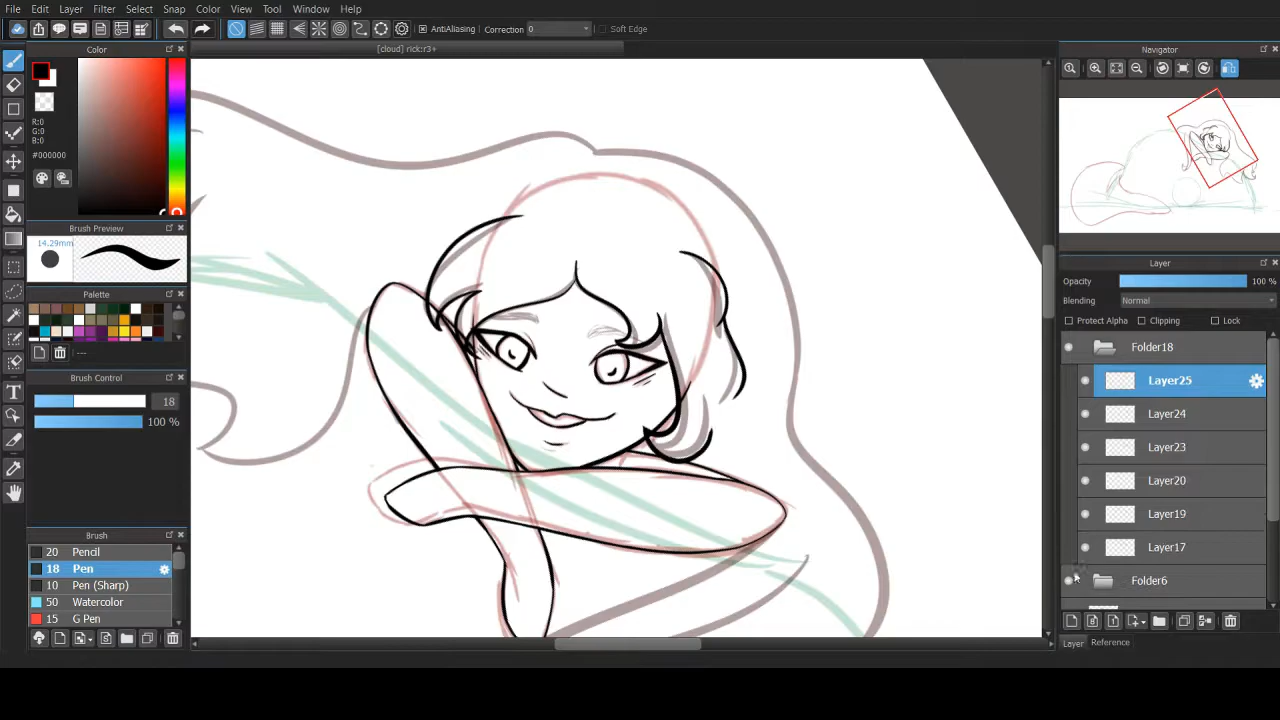 File Edit Layer Filter Select Snap Color View Tool Window Help
AntiAliasing Correction 0 Soft Edge
Color
[cloud] rick:r3+
Navigator
R:0
G:0
B:0
#000000
Brush Preview
14.29mm
Palette
---
Brush Control
18
100 %
Brush
20 Pencil
18 Pen
10 Pen (Sharp)
50 Watercolor
15 G Pen
Layer
Opacity 100 %
Blending Normal
Protect Alpha Clipping Lock
Folder18
Layer25
Layer24
Layer23
Layer20
Layer19
Layer17
Folder6
Layer Reference